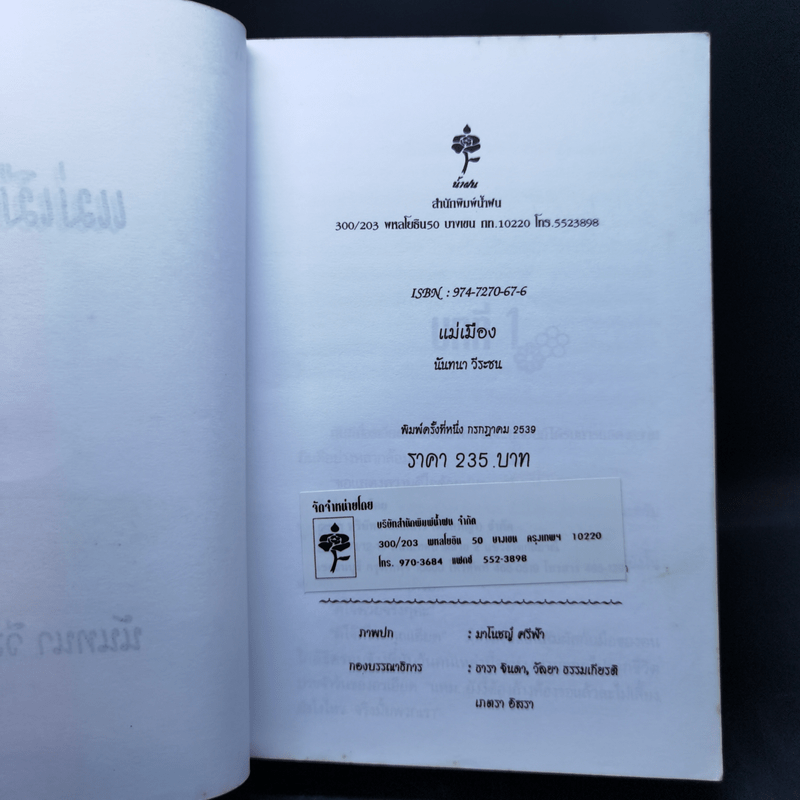 น้ำฝน
สำนักพิมพ์น้ำฝน
300/203 พหลโยธิน50 บางเขน กท.10220 โทร.5523898
ISBN : 974-7270-67-6
แม่เมือง
นันทนา วีระชน
พิมพ์ครั้งที่หนึ่ง กรกฎาคม 2539
ราคา 235 บาท
จัดจำหน่ายโดย
บริษัทสำนักพิมพ์น้ำฝน จำกัด
300/203 พหลโยธิน 50 บางเขน กรุงเทพฯ 10220
โทร. 970-3684 แฟกซ์ 552-3898
ภาพปก : มาโนชญ์ ศรีฟ้า
กองบรรณาธิการ : ธารา จินดา, วัลยา ธรรมเกียรติ
เภตรา อิสรา